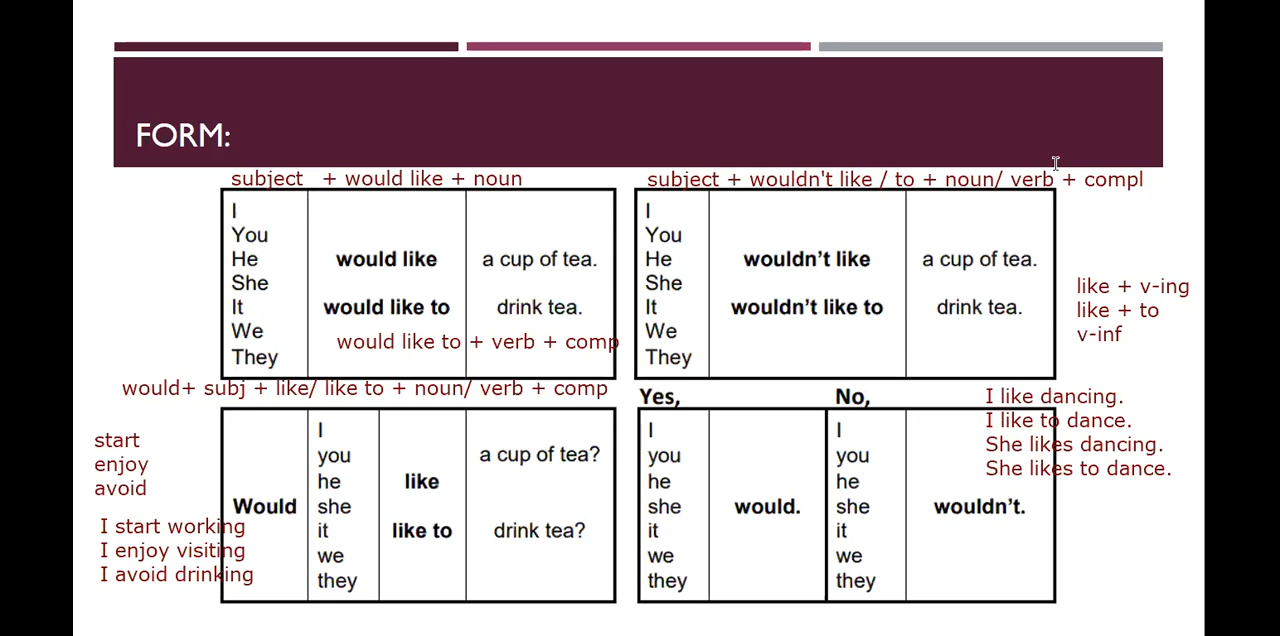 FORM:
subject + would like + noun
subject + wouldn't like / to + noun/ verb + compl
I
You
He
She
It
We
They
would like
would like to
a cup of tea.
drink tea.
would like to + verb + comp
I
You
He
She
It
We
They
wouldn't like
wouldn't like to
a cup of tea.
drink tea.
like + v-ing
like + to
v-inf
would+ subj + like/ like to + noun/ verb + comp
start
enjoy
avoid
I start working
I enjoy visiting
I avoid drinking
Would
I
you
he
she
it
we
they
like
like to
a cup of tea?
drink tea?
Yes,
I
you
he
she
it
we
they
would.
No,
I
you
he
she
it
we
they
wouldn't.
I like dancing.
I like to dance.
She likes dancing.
She likes to dance.